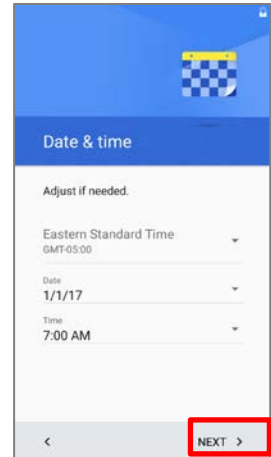 Date & time
Adjust if needed.
Eastern Standard Time
GMT-05:00
Date
1/1/17
Time
7:00 AM
< NEXT >